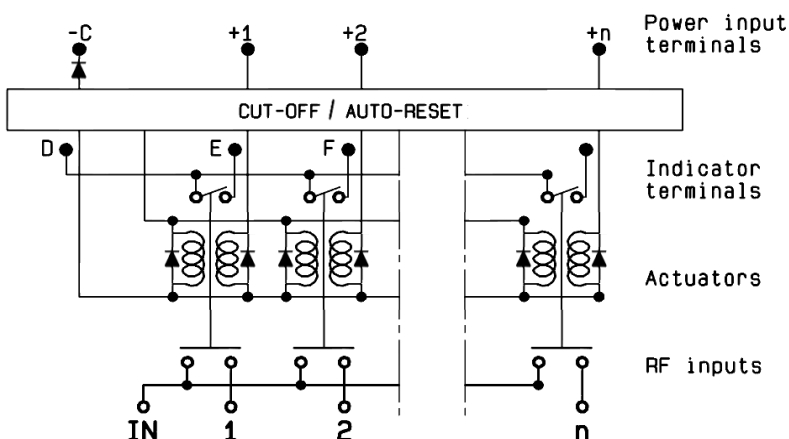 -C +1 +2 +n Power input
terminals
CUT-OFF / AUTO-RESET
D E F Indicator
terminals
Actuators
RF inputs
IN 1 2 n